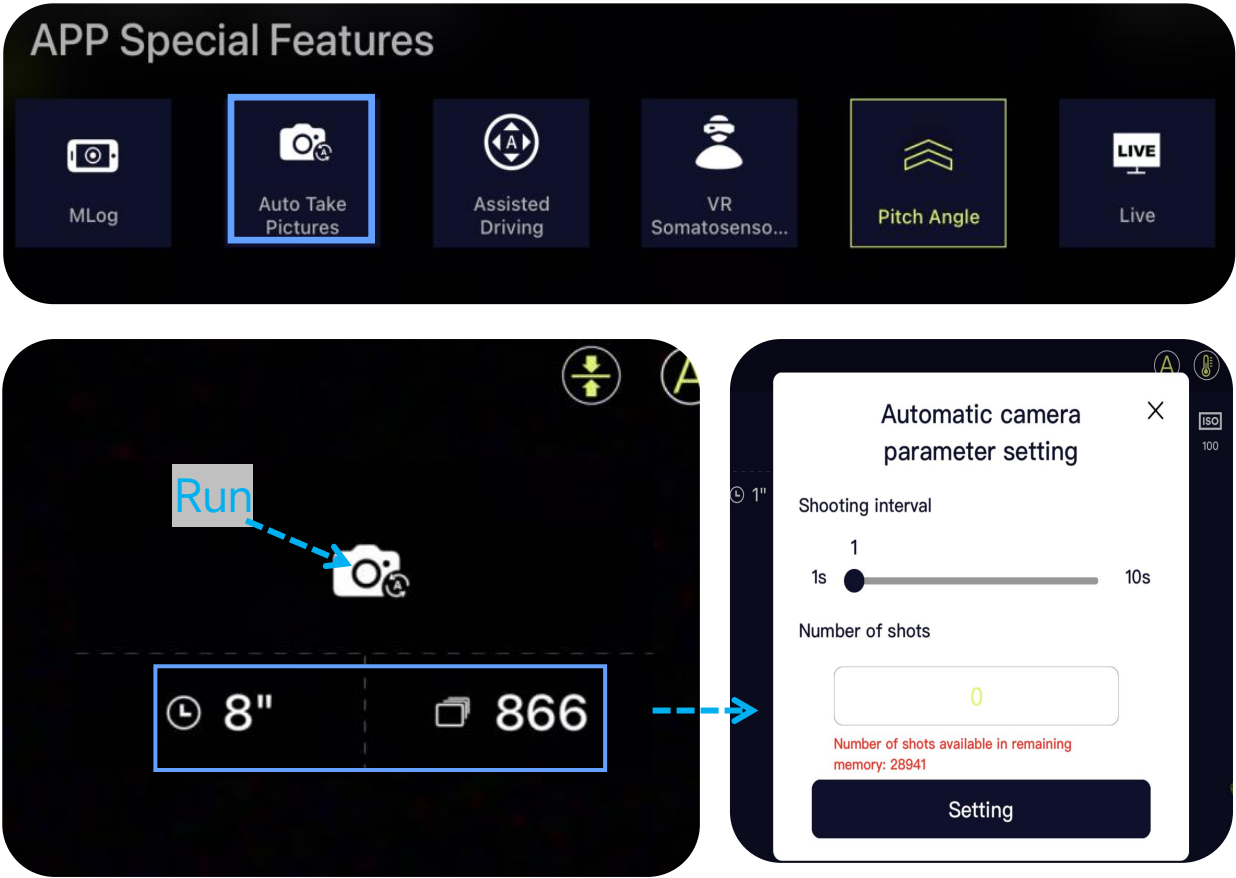 APP Special Features
MLog
Auto Take
Pictures
Assisted
Driving
VR
Somatosenso...
Pitch Angle
LIVE
Live
A
A
Run
A
8"
866
A
ISO
100
1"
Automatic camera
parameter setting
Shooting interval
1
1s
10s
Number of shots
0
Number of shots available in remaining
memory: 28941
Setting